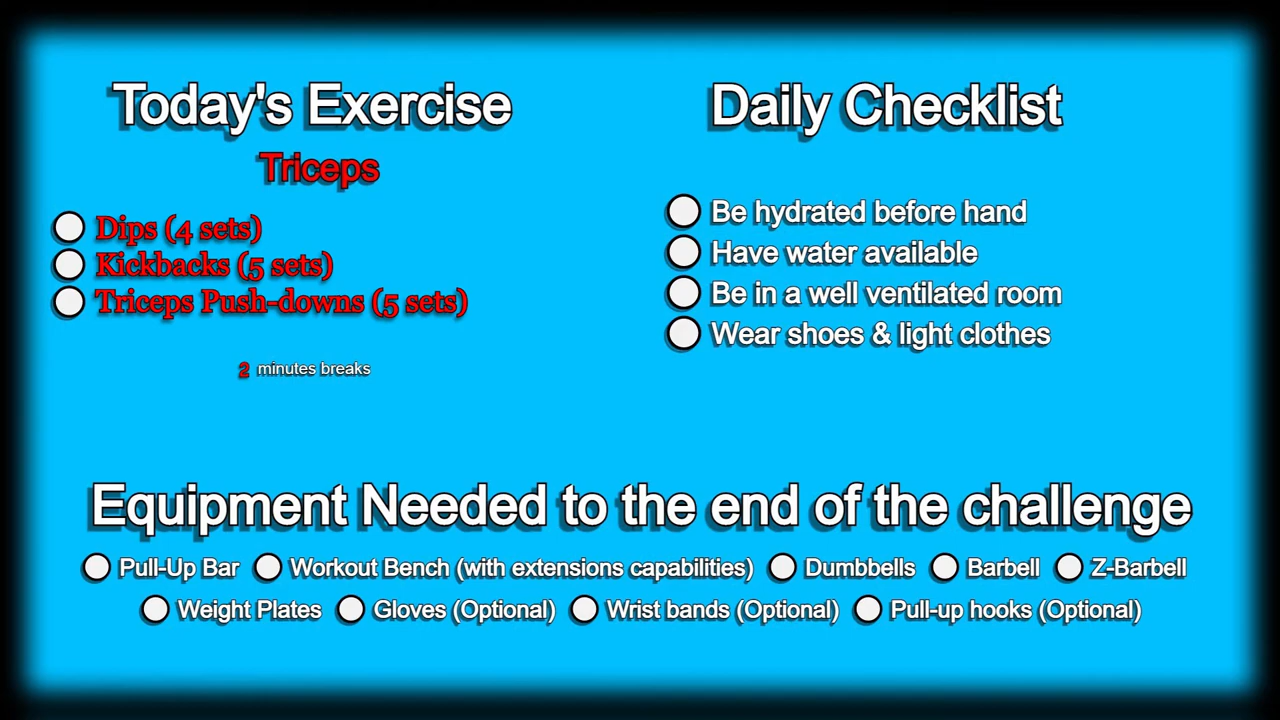 Today's Exercise
Triceps
Dips (4 sets)
Kickbacks (5 sets)
Triceps Push-downs (5 sets)
2 minutes breaks
Daily Checklist
Be hydrated before hand
Have water available
Be in a well ventilated room
Wear shoes & light clothes
Equipment Needed to the end of the challenge
Pull-Up Bar Workout Bench (with extensions capabilities) Dumbbells Barbell Z-Barbell
Weight Plates Gloves (Optional) Wrist bands (Optional) Pull-up hooks (Optional)